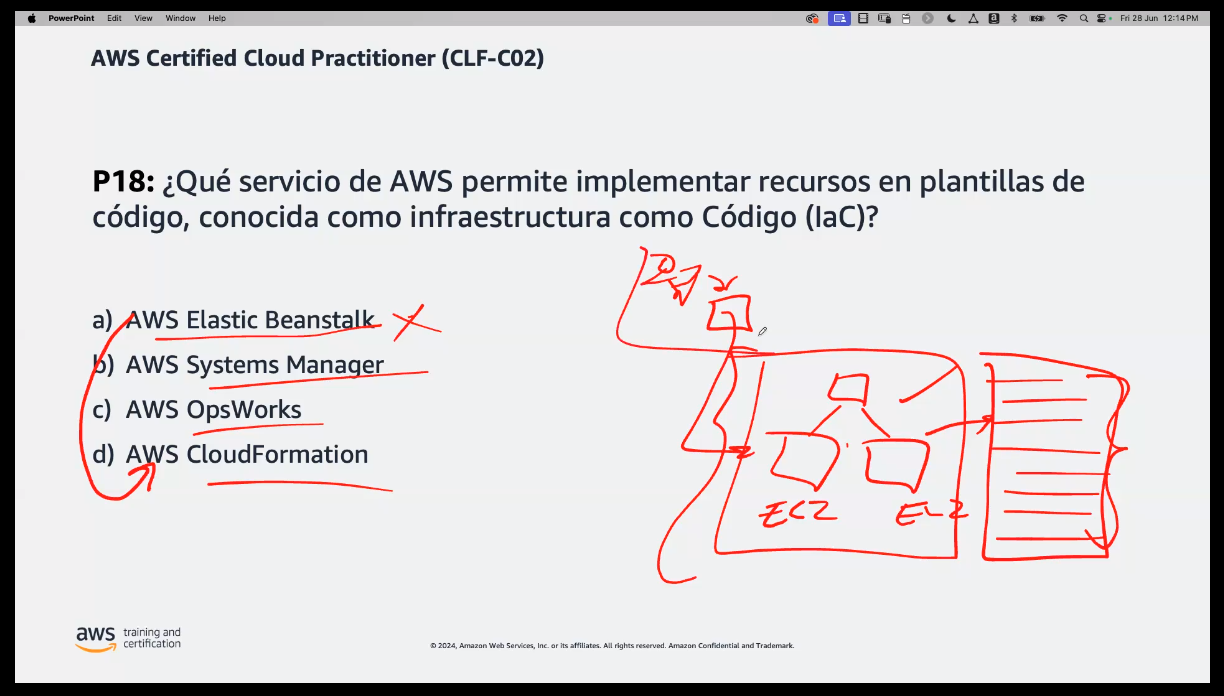 PowerPoint Edit View Window Help Fri 28 Jun 12:14 PM
AWS Certified Cloud Practitioner (CLF-C02)
P18: ¿Qué servicio de AWS permite implementar recursos en plantillas de
código, conocida como infraestructura como Código (IaC)?
a) AWS Elastic Beanstalk
b) AWS Systems Manager
c) AWS OpsWorks
d) AWS CloudFormation
EC2 EC2
aws training and
certification
© 2024, Amazon Web Services, Inc. or its affiliates. All rights reserved. Amazon Confidential and Trademark.